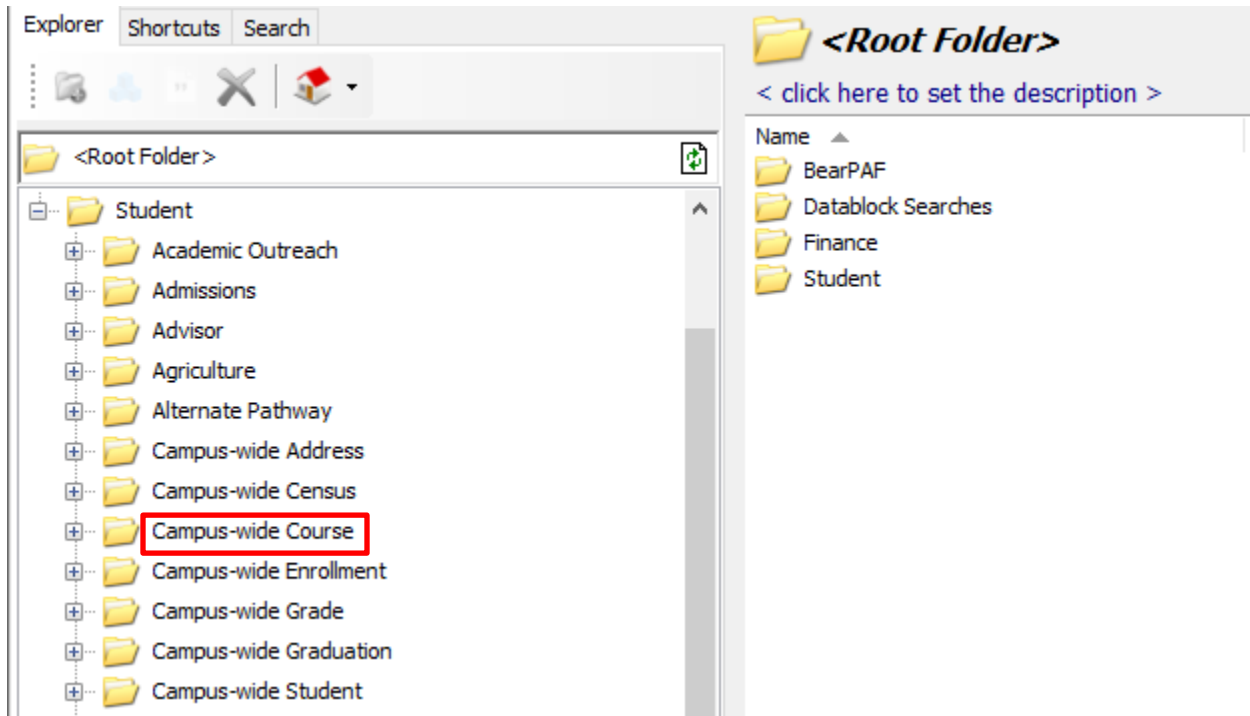 Explorer Shortcuts Search
<Root Folder>
Student
Academic Outreach
Admissions
Advisor
Agriculture
Alternate Pathway
Campus-wide Address
Campus-wide Census
Campus-wide Course
Campus-wide Enrollment
Campus-wide Grade
Campus-wide Graduation
Campus-wide Student
<Root Folder>
< click here to set the description >
Name
BearPAF
Datablock Searches
Finance
Student